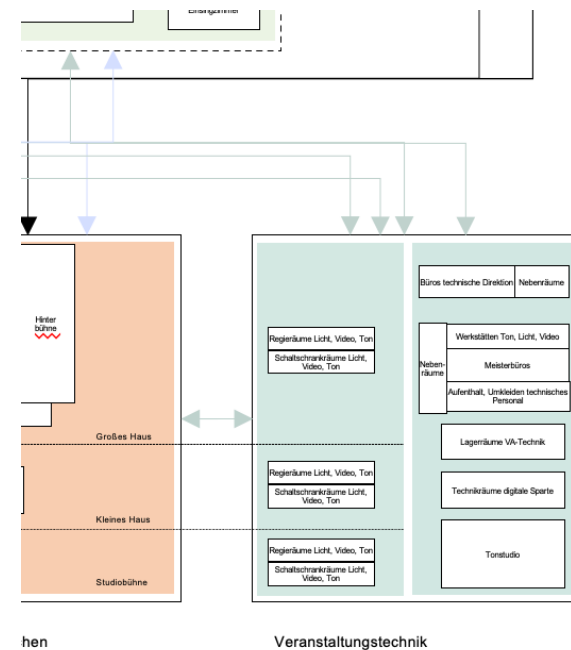 Einsingzimmer
Hinter
bühne
Großes Haus
Kleines Haus
Studiobühne
Regieräume Licht, Video, Ton
Schaltschrankräume Licht,
Video, Ton
Regieräume Licht, Video, Ton
Schaltschrankräume Licht,
Video, Ton
Regieräume Licht, Video, Ton
Schaltschrankräume Licht,
Video, Ton
Büros technische Direktion
Nebenräume
Neben-
räume
Werkstätten Ton, Licht, Video
Meisterbüros
Aufenthalt, Umkleiden technisches
Personal
Lagerräume VA-Technik
Technikräume digitale Sparte
Tonstudio
hen
Veranstaltungstechnik